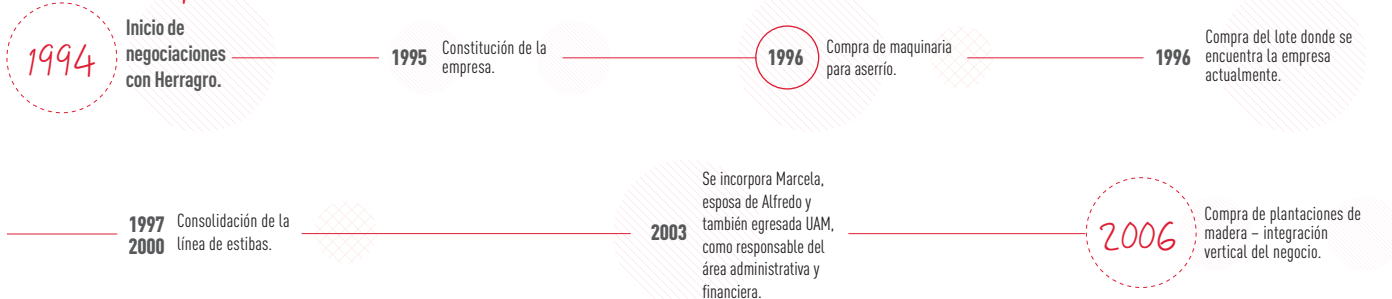 1994
Inicio de
negociaciones
con Herragro.
1995
Constitución de la
empresa.
1996
Compra de maquinaria
para aserrío.
1996
Compra del lote donde se
encuentra la empresa
actualmente.
1997
2000
Consolidación de la
línea de estibas.
2003
Se incorpora Marcela,
esposa de Alfredo y
también egresada UAM,
como responsable del
área administrativa y
financiera.
2006
Compra de plantaciones de
madera – integración
vertical del negocio.